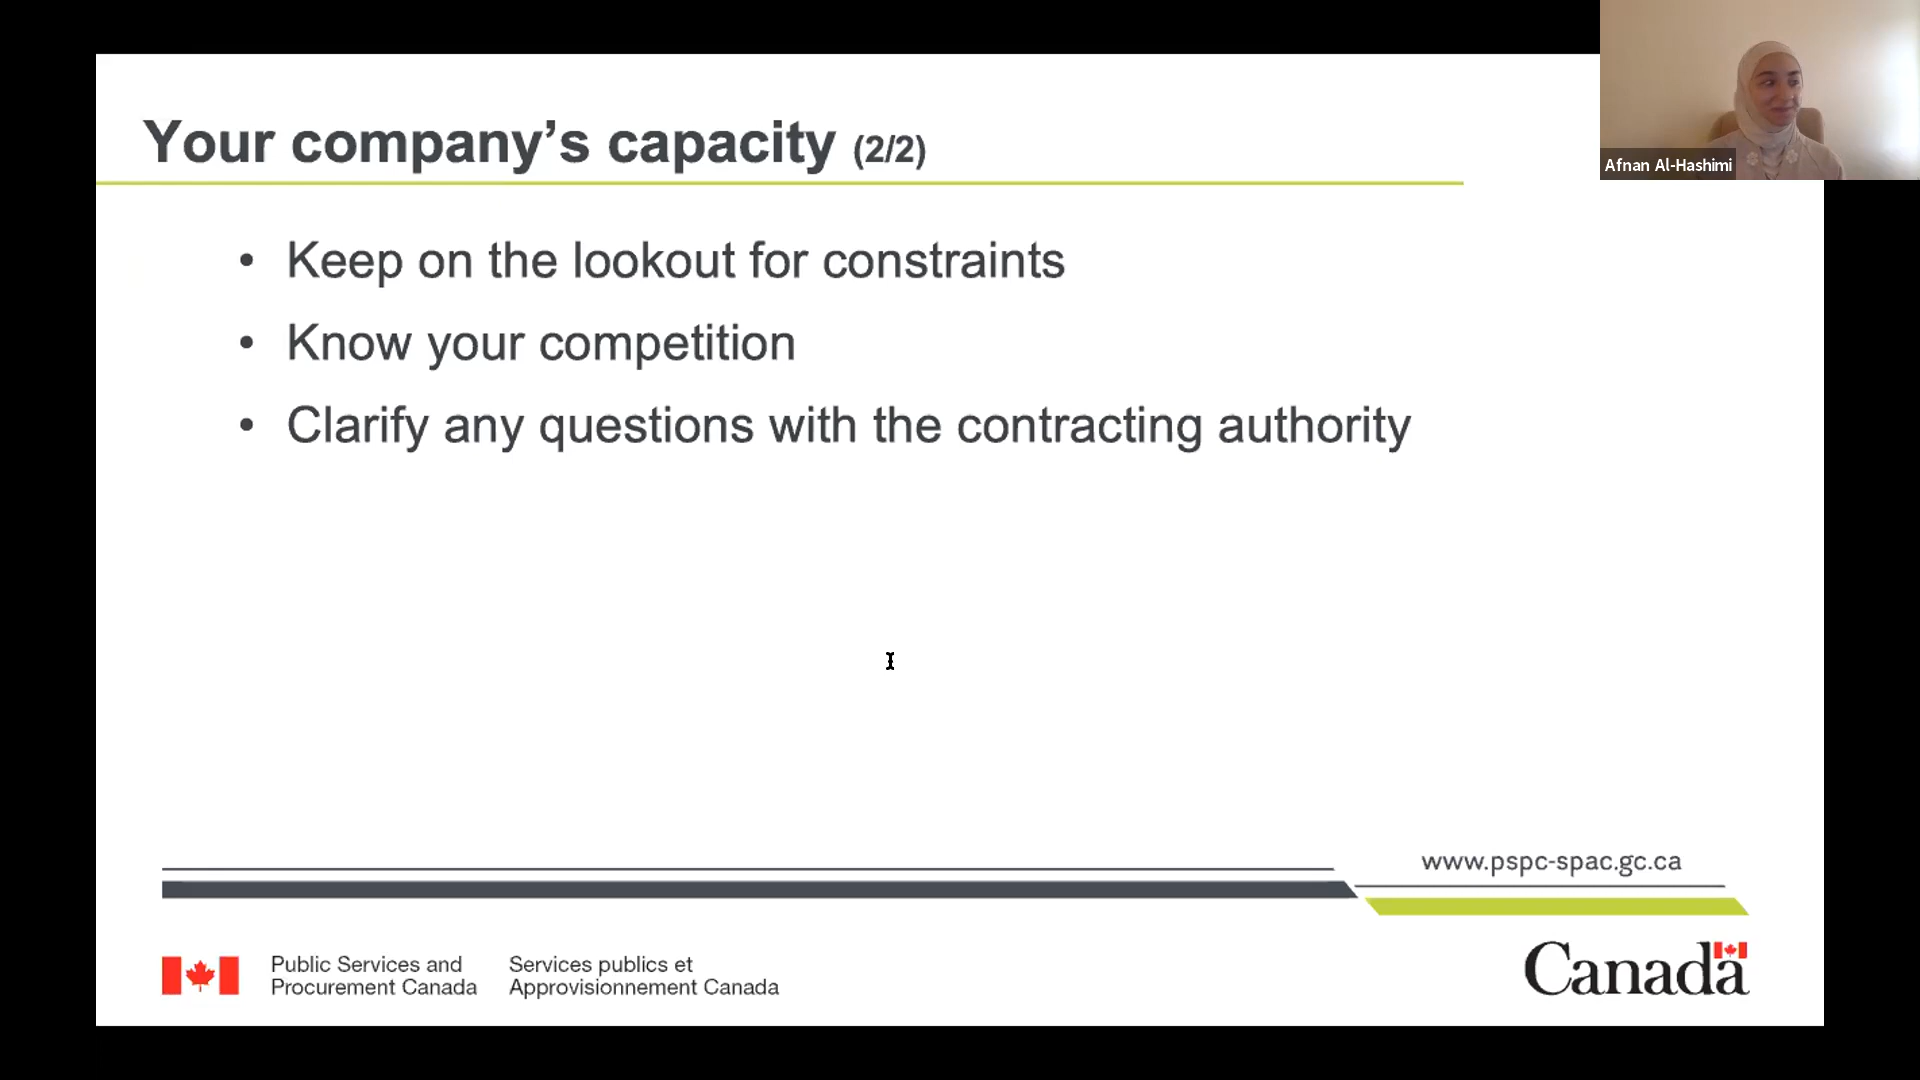 Your company’s capacity (2/2)
Afnan Al-Hashimi
• Keep on the lookout for constraints
• Know your competition
• Clarify any questions with the contracting authority
www.pspc-spac.gc.ca
Public Services and
Procurement Canada
Services publics et
Approvisionnement Canada
Canada